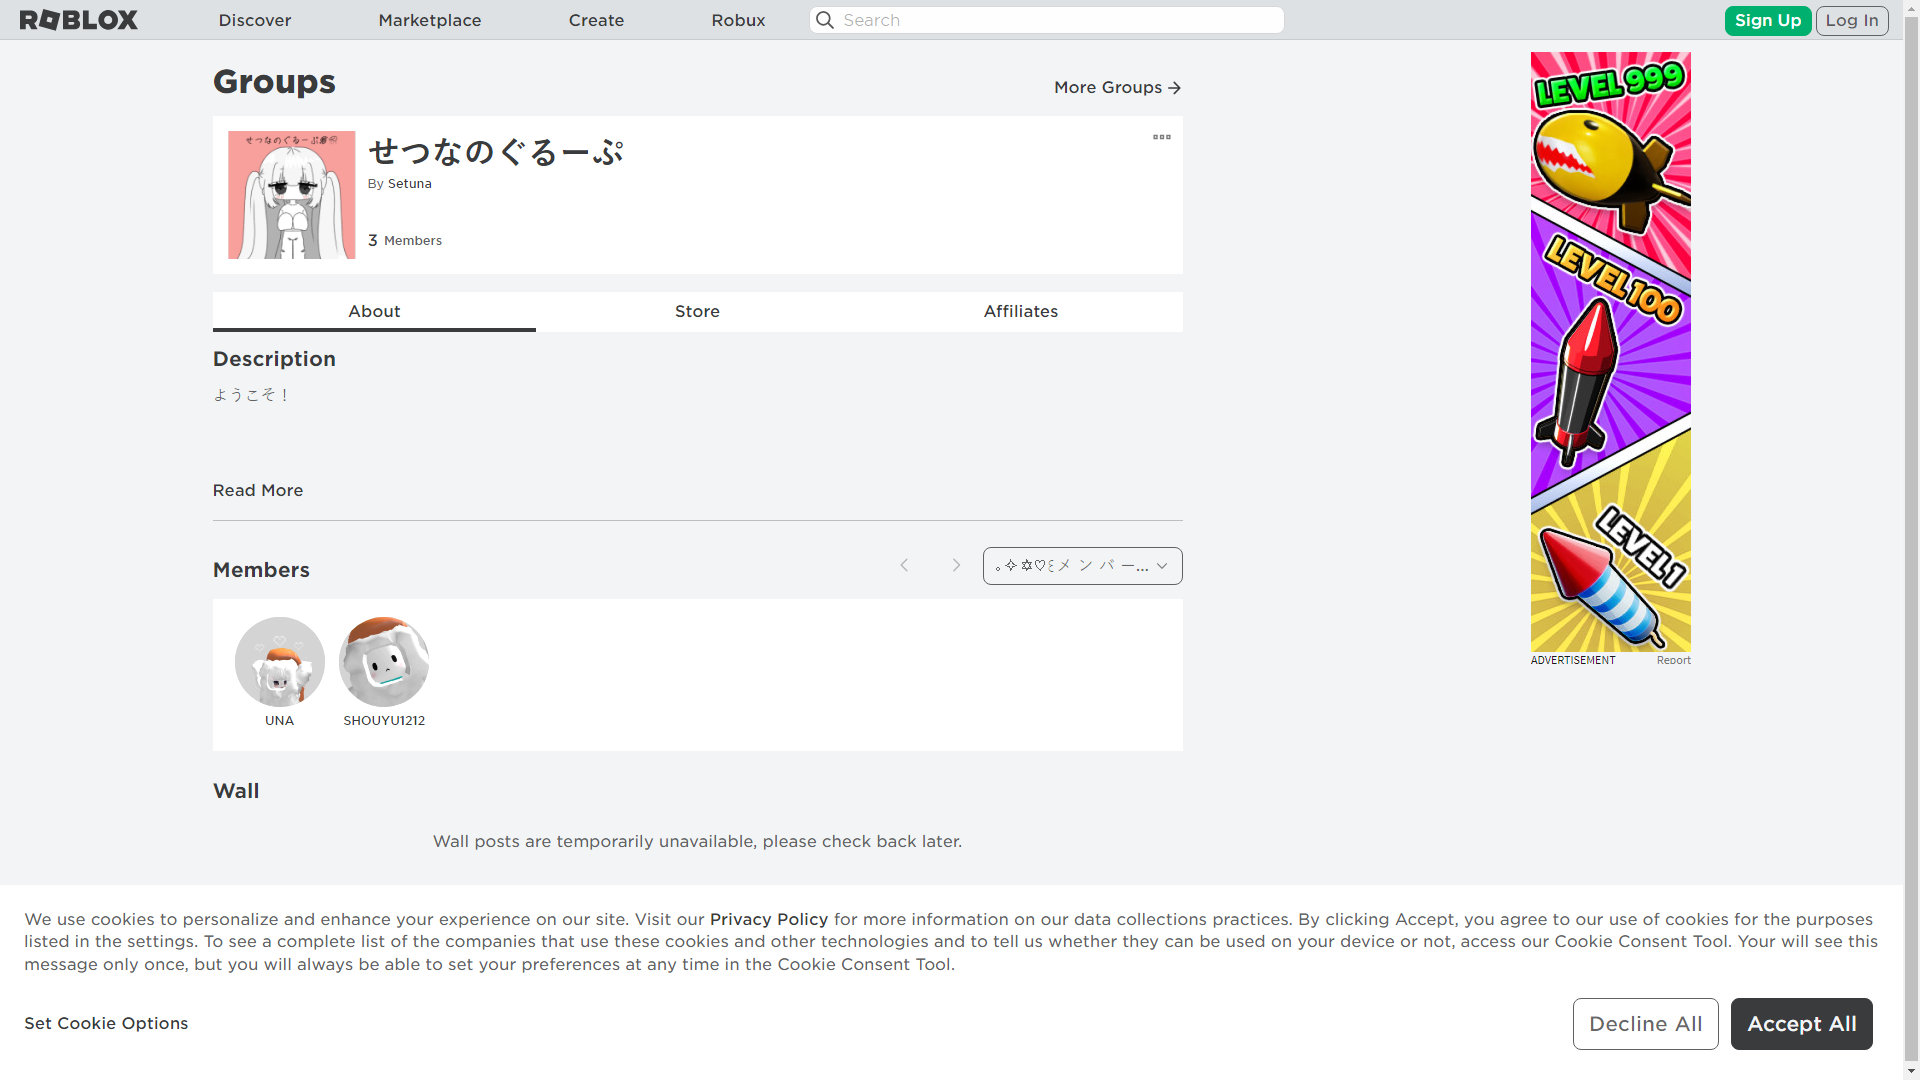 ROBLOX
Discover
Marketplace
Create
Robux
Search
Sign Up
Log In
Groups
More Groups
せつなのぐるーぷ
せつなのぐるーぷ
By Setuna
3 Members
About
Store
Affiliates
Description
ようこそ！
Read More
Members
｡✧✡♡꒰メ ン バ ー...
UNA
SHOUYU1212
Wall
Wall posts are temporarily unavailable, please check back later.
LEVEL 999
LEVEL 100
LEVEL 1
ADVERTISEMENT
Report
We use cookies to personalize and enhance your experience on our site. Visit our Privacy Policy for more information on our data collections practices. By clicking Accept, you agree to our use of cookies for the purposes
listed in the settings. To see a complete list of the companies that use these cookies and other technologies and to tell us whether they can be used on your device or not, access our Cookie Consent Tool. Your will see this
message only once, but you will always be able to set your preferences at any time in the Cookie Consent Tool.
Set Cookie Options
Decline All
Accept All